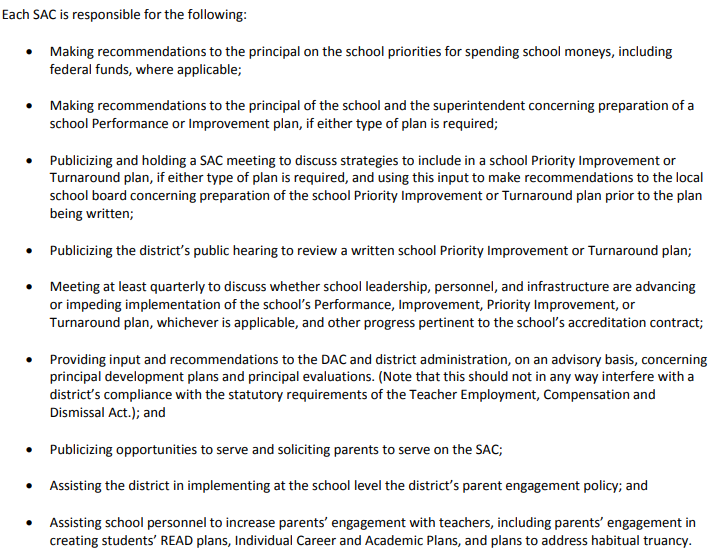 Each SAC is responsible for the following:
• Making recommendations to the principal on the school priorities for spending school moneys, including
federal funds, where applicable;
• Making recommendations to the principal of the school and the superintendent concerning preparation of a
school Performance or Improvement plan, if either type of plan is required;
• Publicizing and holding a SAC meeting to discuss strategies to include in a school Priority Improvement or
Turnaround plan, if either type of plan is required, and using this input to make recommendations to the local
school board concerning preparation of the school Priority Improvement or Turnaround plan prior to the plan
being written;
• Publicizing the district's public hearing to review a written school Priority Improvement or Turnaround plan;
• Meeting at least quarterly to discuss whether school leadership, personnel, and infrastructure are advancing
or impeding implementation of the school's Performance, Improvement, Priority Improvement, or
Turnaround plan, whichever is applicable, and other progress pertinent to the school's accreditation contract;
• Providing input and recommendations to the DAC and district administration, on an advisory basis, concerning
principal development plans and principal evaluations. (Note that this should not in any way interfere with a
district's compliance with the statutory requirements of the Teacher Employment, Compensation and
Dismissal Act.); and
• Publicizing opportunities to serve and soliciting parents to serve on the SAC;
• Assisting the district in implementing at the school level the district's parent engagement policy; and
• Assisting school personnel to increase parents' engagement with teachers, including parents' engagement in
creating students' READ plans, Individual Career and Academic Plans, and plans to address habitual truancy.